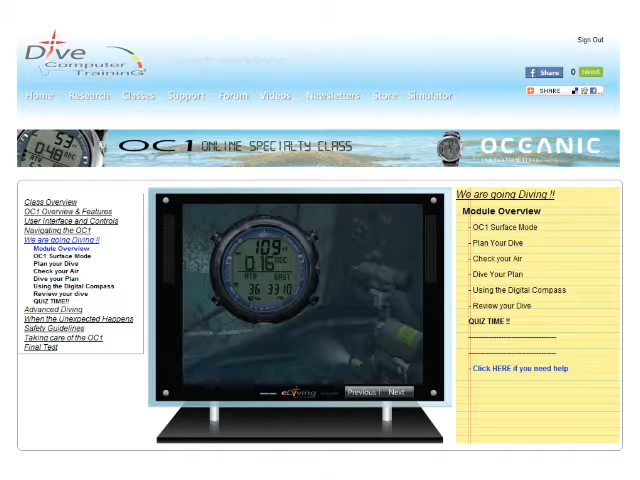 Sign Out
Dive
Computer
Training
Share 0 tweet
SHARE
Home Research Classes Support Forum Videos Newsletters Store Simulator
OC1 ONLINE SPECIALTY CLASS
OCEANIC
Class Overview
OC1 Overview & Features
User Interface and Controls
Navigating the OC1
We are going Diving !!
Module Overview
OC1 Surface Mode
Plan your Dive
Check your Air
Dive your Plan
Using the Digital Compass
Review your dive
QUIZ TIME!!
Advanced Diving
When the Unexpected Happens
Safety Guidelines
Taking care of the OC1
Final Test
109
016
36 3310
eDiving
Previous | Next
We are going Diving !!
Module Overview
- OC1 Surface Mode
- Plan Your Dive
- Check your Air
- Dive Your Plan
- Using the Digital Compass
- Review your Dive
QUIZ TIME !!
------------------------------------
------------------------------------
- Click HERE if you need help